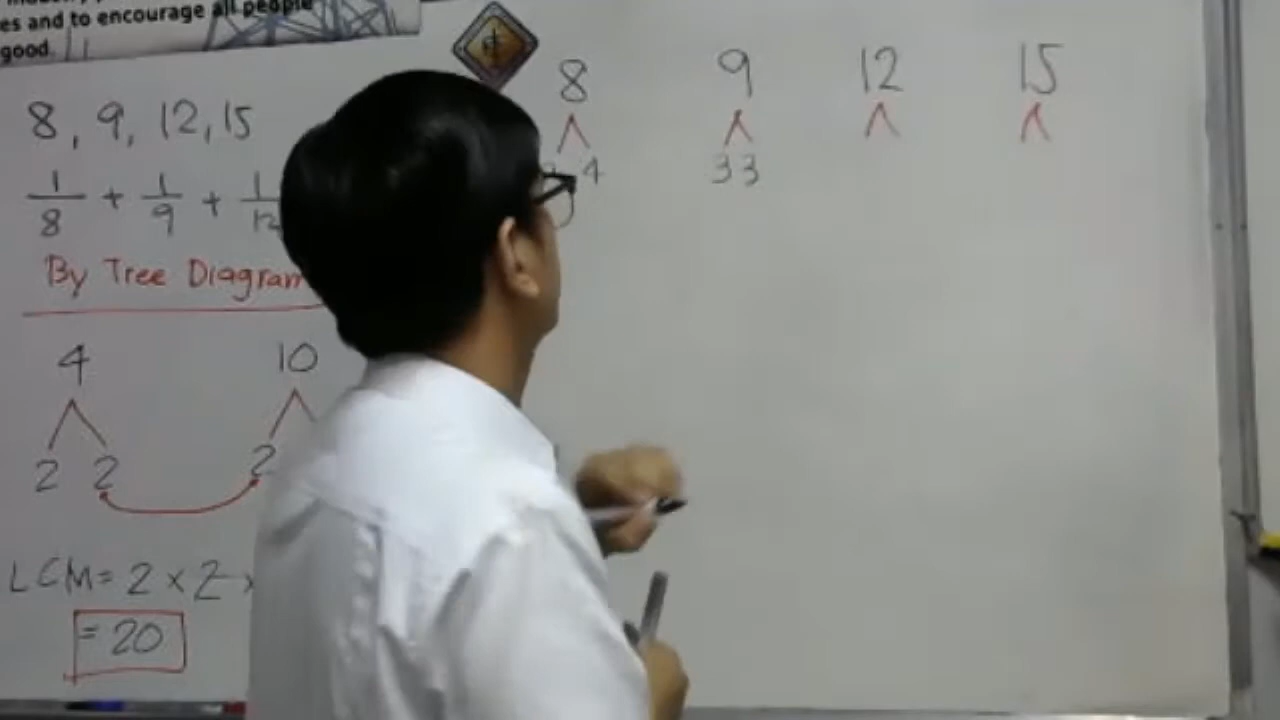 es and to encourage all people
good
8, 9, 12, 15
1/8 + 1/9 + 1/12
By Tree Diagram
4 10
2 2 2
LCM = 2 × 2 ×
= 20
8 9 12 15
4 3 3